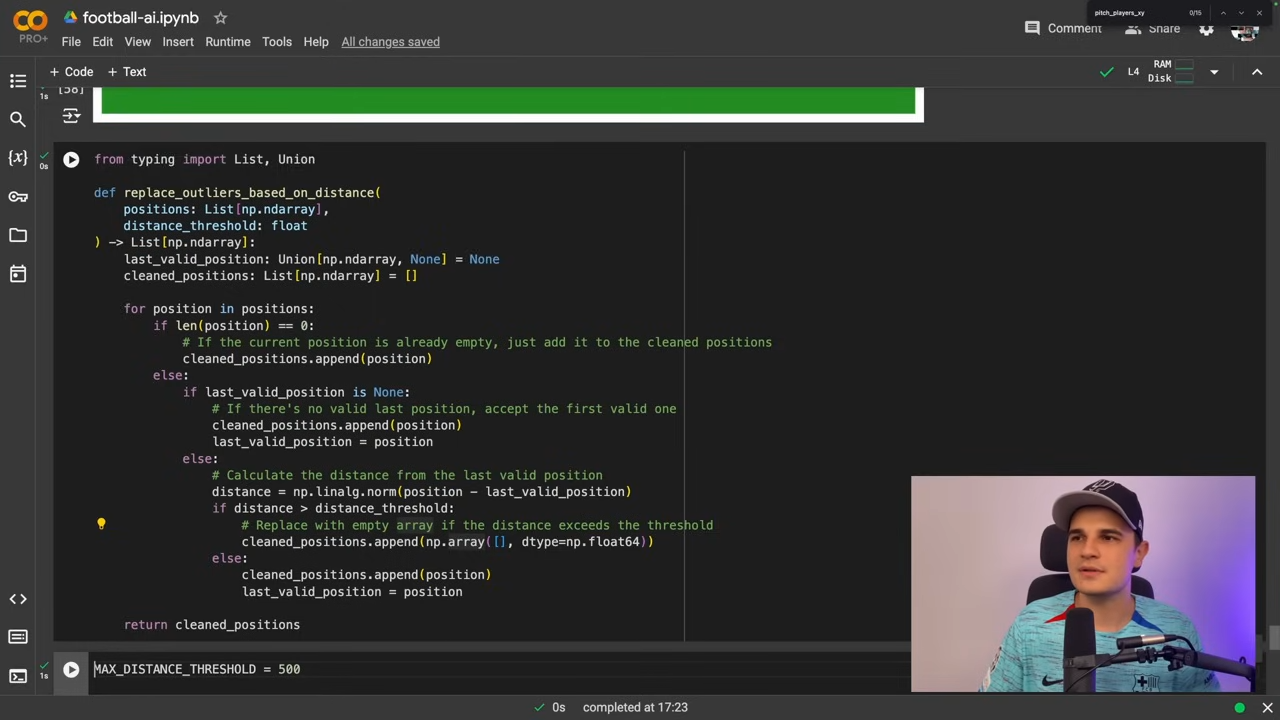 football-ai.ipynb
pitch_players_xy
0/15
PRO+
File Edit View Insert Runtime Tools Help All changes saved
Comment
Share
+ Code + Text
L4
RAM
Disk
[58]
1s
0s
from typing import List, Union
def replace_outliers_based_on_distance(
positions: List[np.ndarray],
distance_threshold: float
) -> List[np.ndarray]:
last_valid_position: Union[np.ndarray, None] = None
cleaned_positions: List[np.ndarray] = []
for position in positions:
if len(position) == 0:
# If the current position is already empty, just add it to the cleaned positions
cleaned_positions.append(position)
else:
if last_valid_position is None:
# If there's no valid last position, accept the first valid one
cleaned_positions.append(position)
last_valid_position = position
else:
# Calculate the distance from the last valid position
distance = np.linalg.norm(position - last_valid_position)
if distance > distance_threshold:
# Replace with empty array if the distance exceeds the threshold
cleaned_positions.append(np.array([], dtype=np.float64))
else:
cleaned_positions.append(position)
last_valid_position = position
return cleaned_positions
1s
MAX_DISTANCE_THRESHOLD = 500
0s completed at 17:23